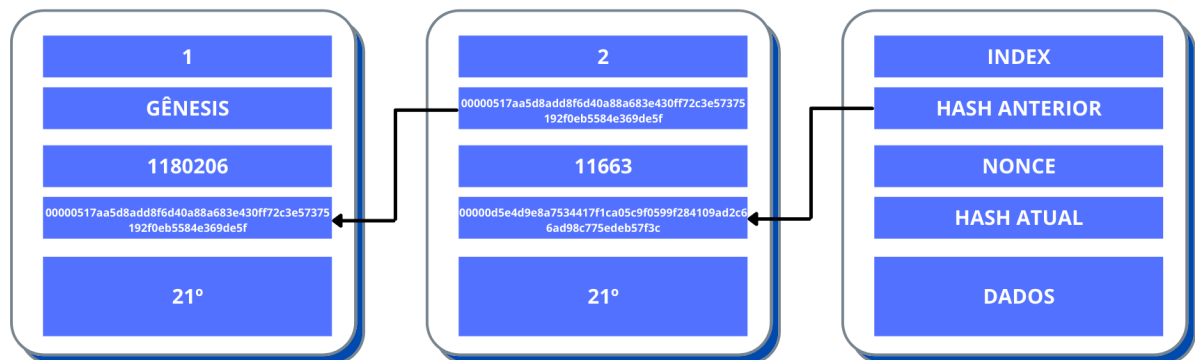 1
GÊNESIS
1180206
00000517aa5d8add8f6d40a88a683e430ff72c3e57375
192f0eb5584e369de5f
21º
2
00000517aa5d8add8f6d40a88a683e430ff72c3e57375
192f0eb5584e369de5f
11663
00000d5e4d9e8a7534417f1ca05c9f0599f284109ad2c6
6ad98c775edeb57f3c
21º
INDEX
HASH ANTERIOR
NONCE
HASH ATUAL
DADOS